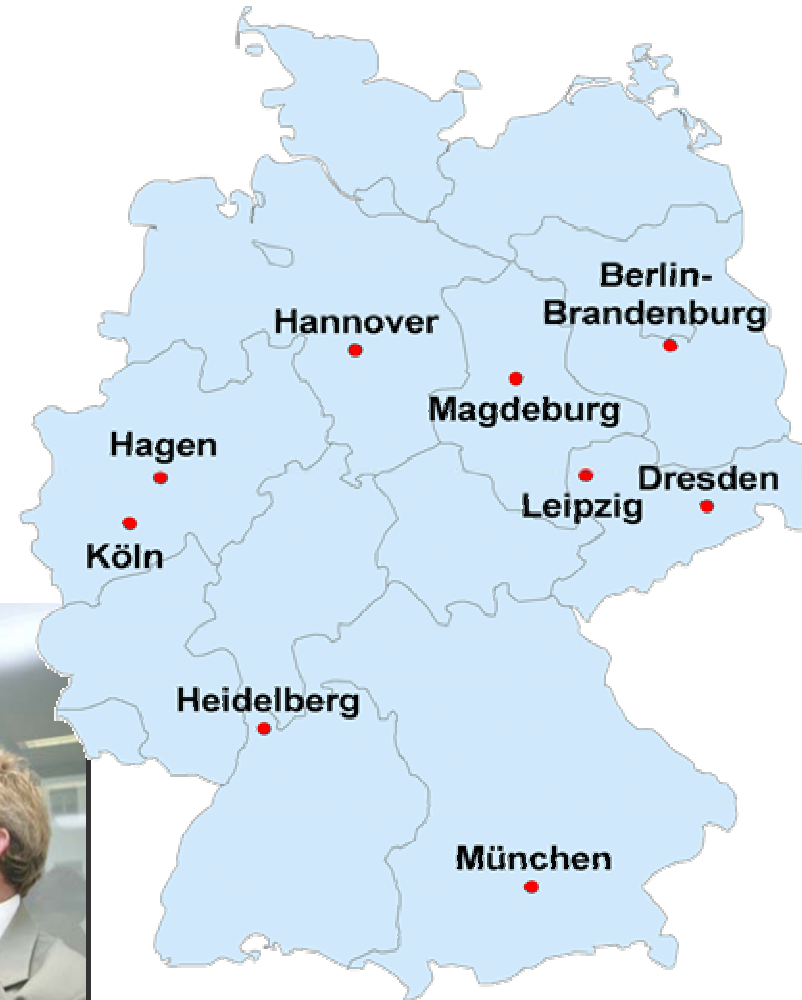 Berlin-
Brandenburg
Hannover
Magdeburg
Hagen
Dresden
Leipzig
Köln
Heidelberg
München